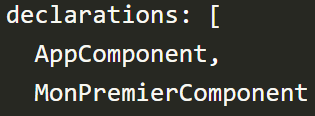 declarations: [
AppComponent,
MonPremierComponent